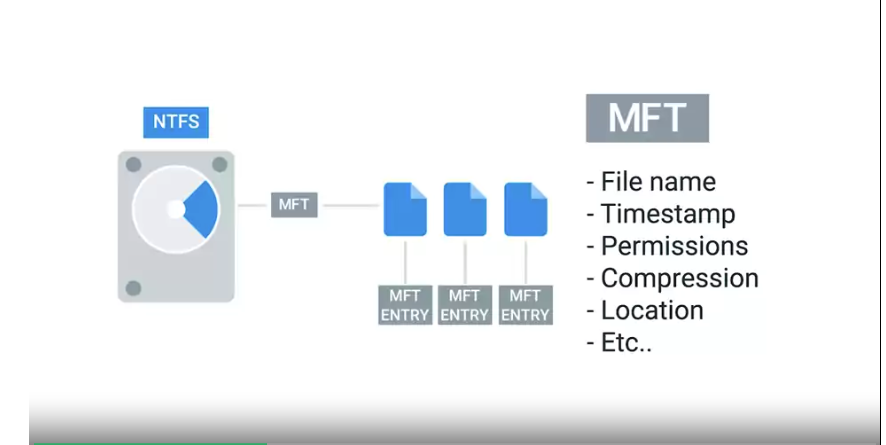 NTFS
MFT
MFT
ENTRY
MFT
ENTRY
MFT
ENTRY
MFT
- File name
- Timestamp
- Permissions
- Compression
- Location
- Etc..